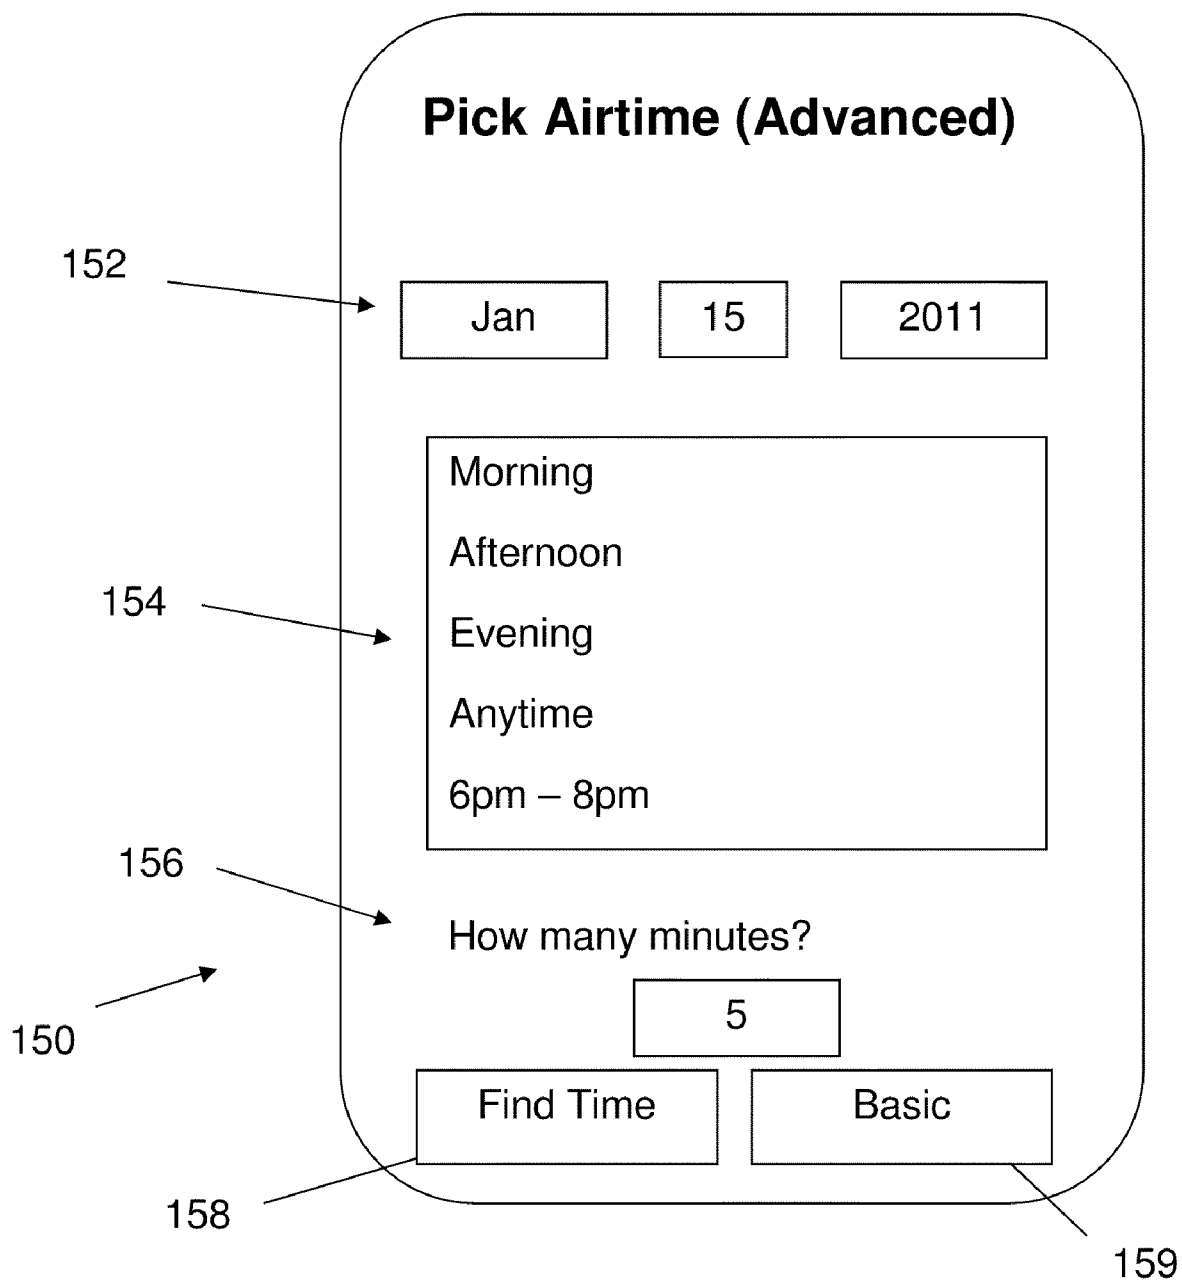 Pick Airtime (Advanced)
152
Jan 15 2011
Morning
Afternoon
154
Evening
Anytime
6pm – 8pm
156
How many minutes?
5
150
Find Time Basic
158
159